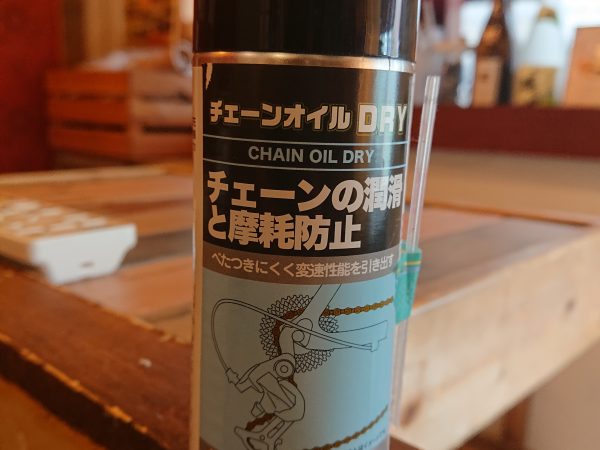 チェーンオイル DRY
CHAIN OIL DRY
チェーンの潤滑
と摩耗防止
べたつきにくく変速性能を引き出す